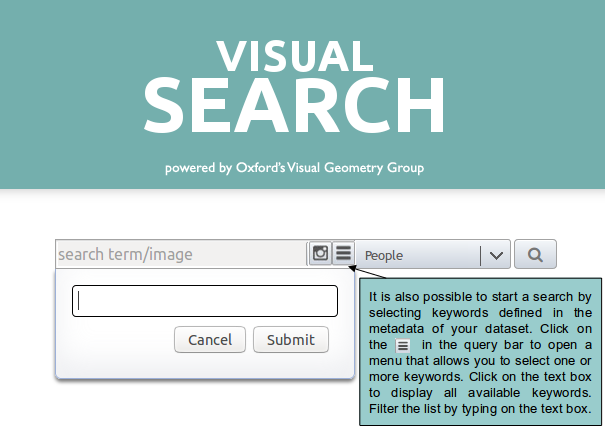 VISUAL
SEARCH
powered by Oxford's Visual Geometry Group
search term/image
People
Cancel
Submit
It is also possible to start a search by
selecting keywords defined in the
metadata of your dataset. Click on
the in the query bar to open a
menu that allows you to select one or
more keywords. Click on the text box
to display all available keywords.
Filter the list by typing on the text box.